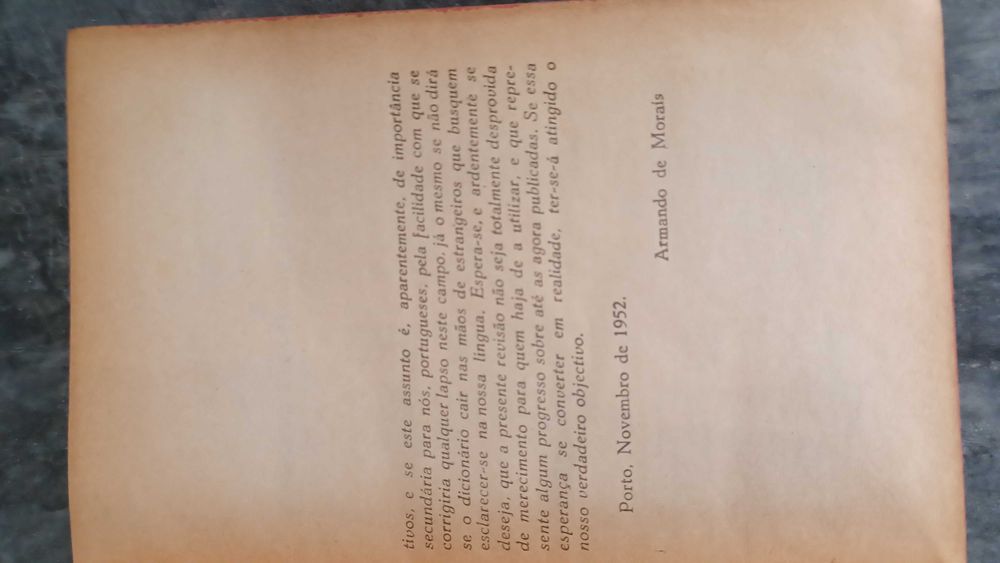 tivos, e se este assunto é, aparentemente, de importância
secundária para nós, portugueses, pela facilidade com que se
corrigiria qualquer lapso neste campo, já o mesmo se não dirá
se o dicionário cair nas mãos de estrangeiros que busquem
esclarecer-se na nossa língua. Espera-se, e ardentemente se
deseja, que a presente revisão não seja totalmente desprovida
de merecimento para quem haja de a utilizar, e que repre-
sente algum progresso sobre até as agora publicadas. Se essa
esperança se converter em realidade, ter-se-á atingido o
nosso verdadeiro objectivo.
Porto, Novembro de 1952.
Armando de Morais